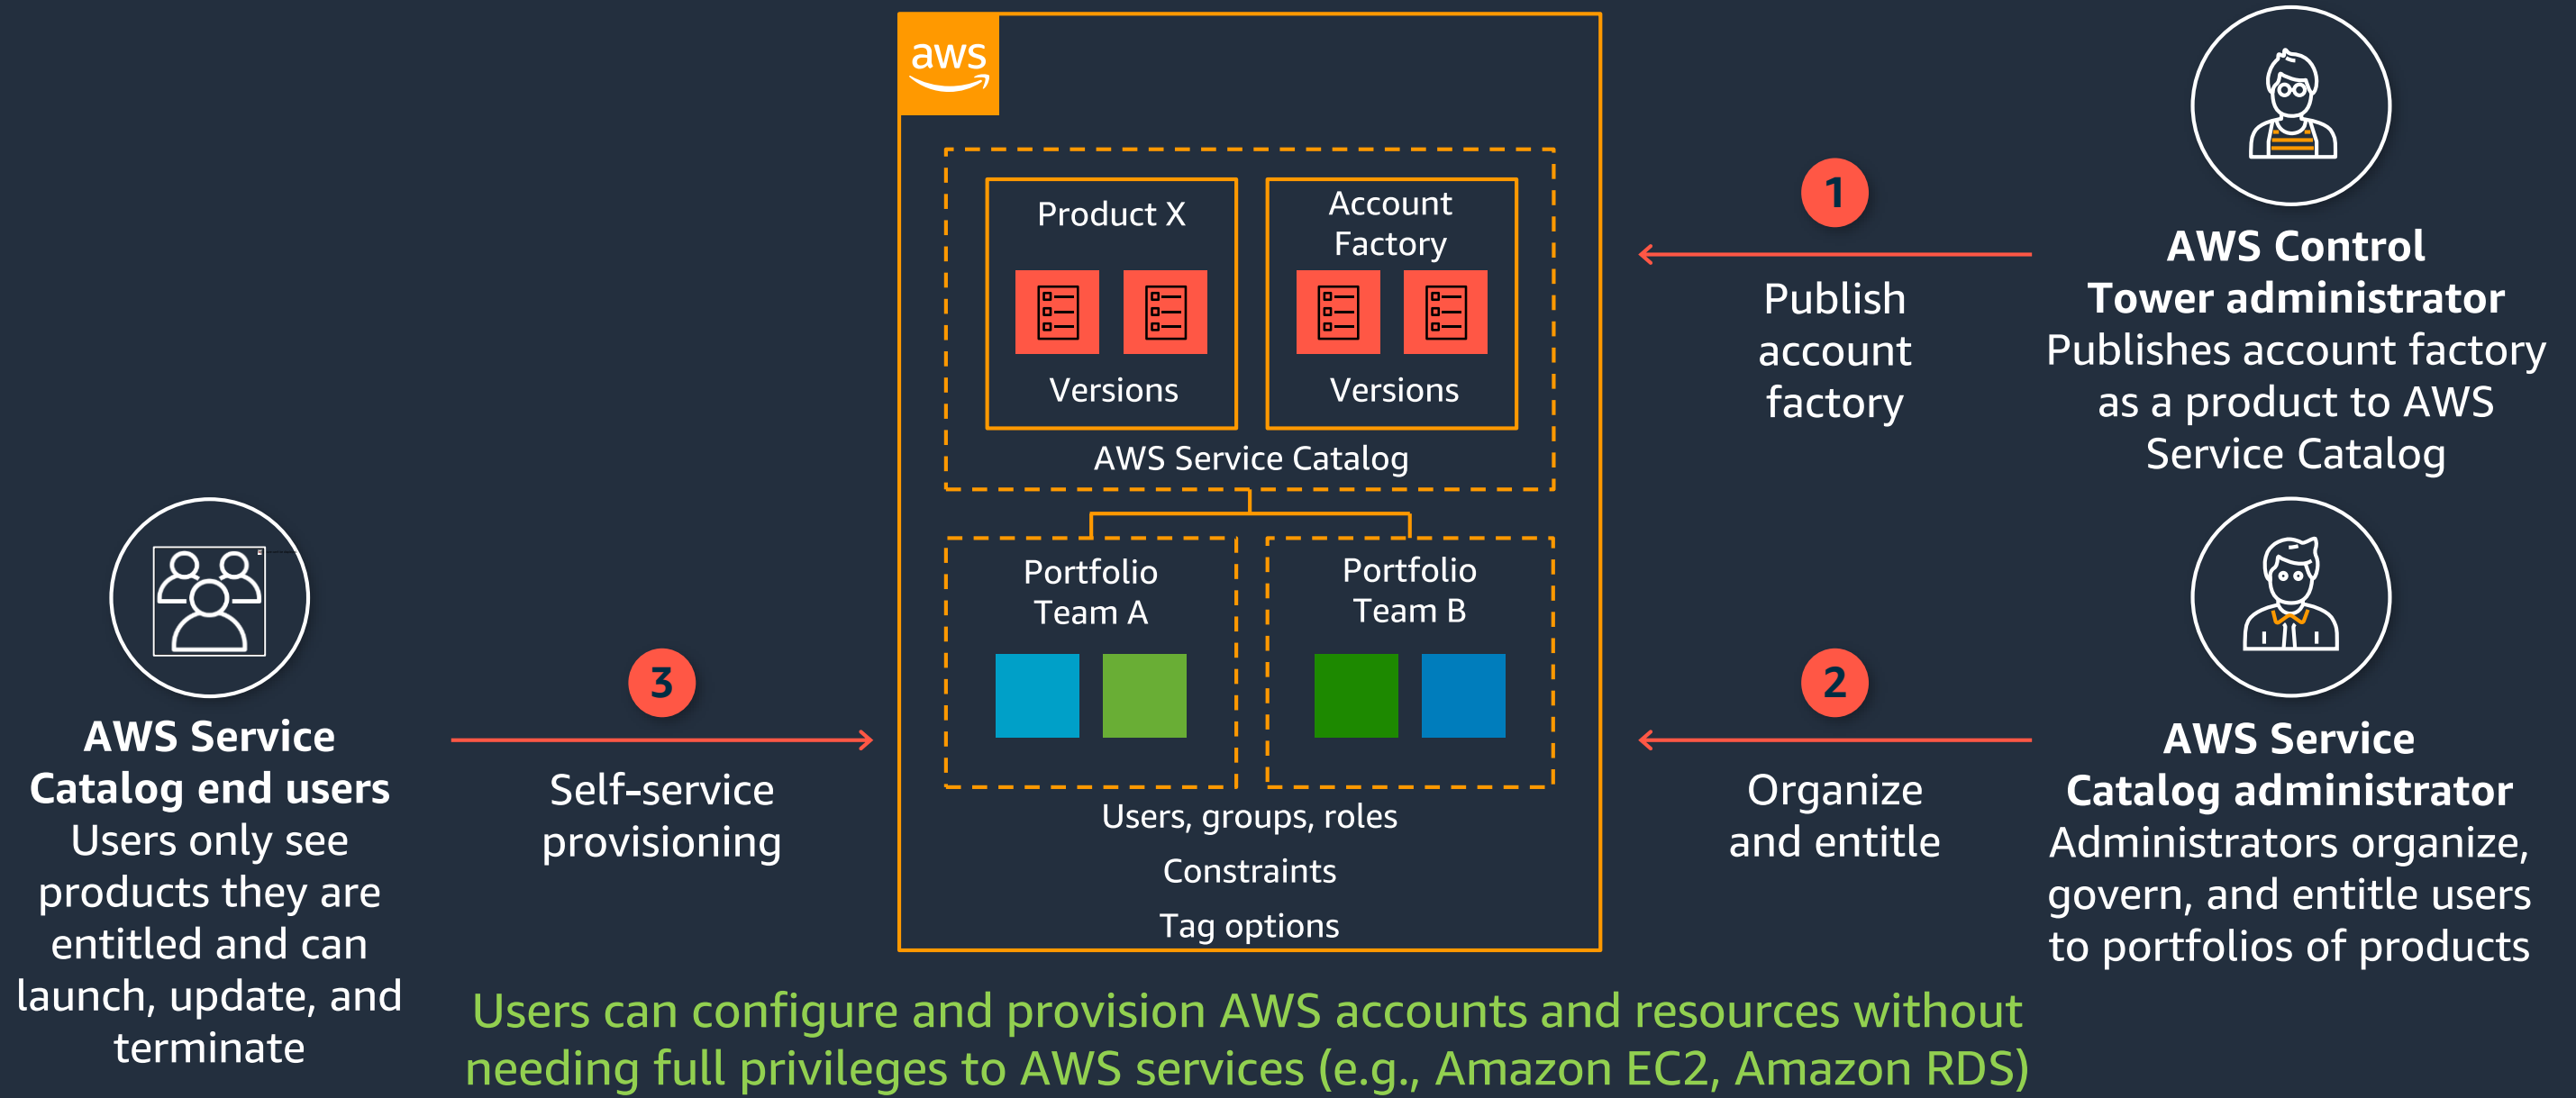 aws
Product X
Versions
Account
Factory
Versions
AWS Service Catalog
Portfolio
Team A
Portfolio
Team B
Users, groups, roles
Constraints
Tag options
1
Publish
account
factory
AWS Control
Tower administrator
Publishes account factory
as a product to AWS
Service Catalog
2
Organize
and entitle
AWS Service
Catalog administrator
Administrators organize,
govern, and entitle users
to portfolios of products
3
Self-service
provisioning
AWS Service
Catalog end users
Users only see
products they are
entitled and can
launch, update, and
terminate
Users can configure and provision AWS accounts and resources without
needing full privileges to AWS services (e.g., Amazon EC2, Amazon RDS)